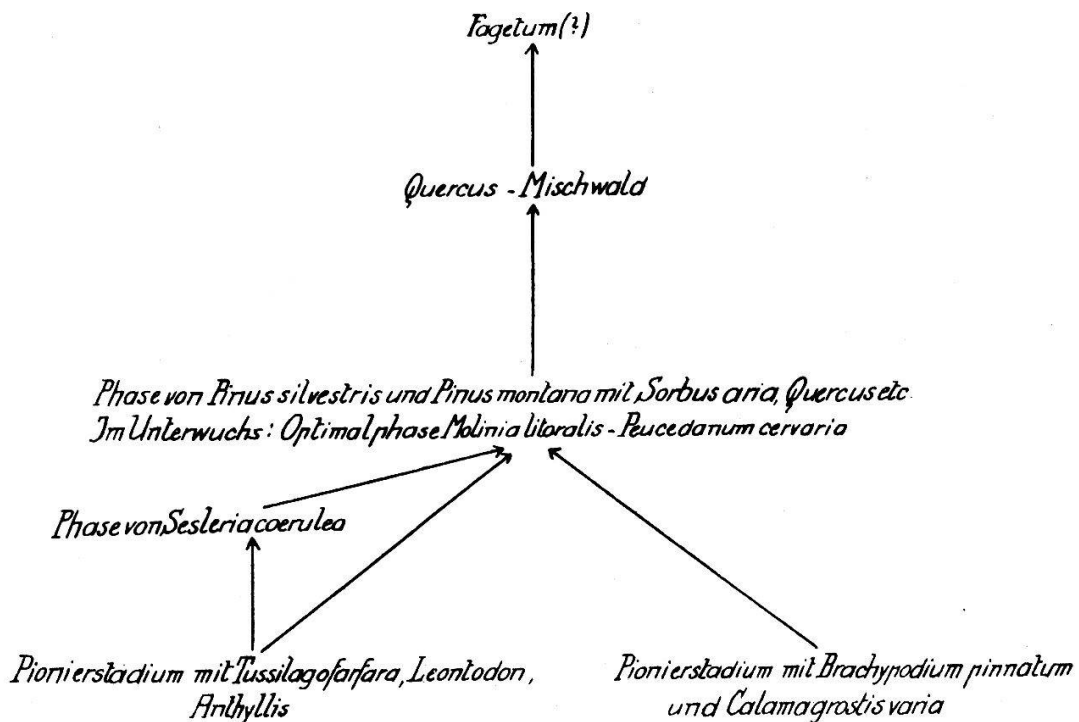 Fagetum (?)
Quercus - Mischwald
Phase von Pinus silvestris und Pinus montana mit Sorbus aria, Quercus etc.
Im Unterwuchs: Optimalphase Molinia litoralis - Peucedanum cervaria
Phase von Sesleria coerulea
Pionierstadium mit Tussilago farfara, Leontodon,
Anthyllis
Pionierstadium mit Brachypodium pinnatum
und Calamagrostis varia